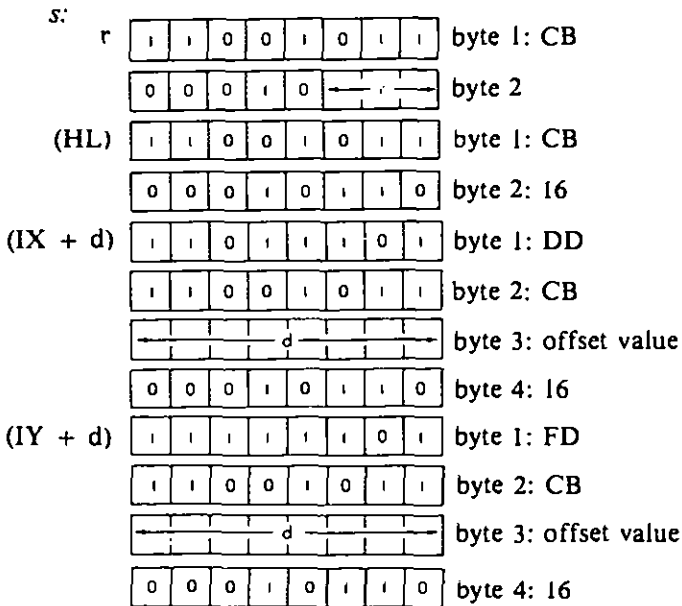 s:
r 1 1 0 0 1 0 1 1 byte 1: CB
0 0 0 1 0 r byte 2
(HL) 1 1 0 0 1 0 1 1 byte 1: CB
0 0 0 1 0 1 1 0 byte 2: 16
(IX + d) 1 1 0 1 1 1 0 1 byte 1: DD
1 1 0 0 1 0 1 1 byte 2: CB
d byte 3: offset value
0 0 0 1 0 1 1 0 byte 4: 16
(IY + d) 1 1 1 1 1 1 0 1 byte 1: FD
1 1 0 0 1 0 1 1 byte 2: CB
d byte 3: offset value
0 0 0 1 0 1 1 0 byte 4: 16